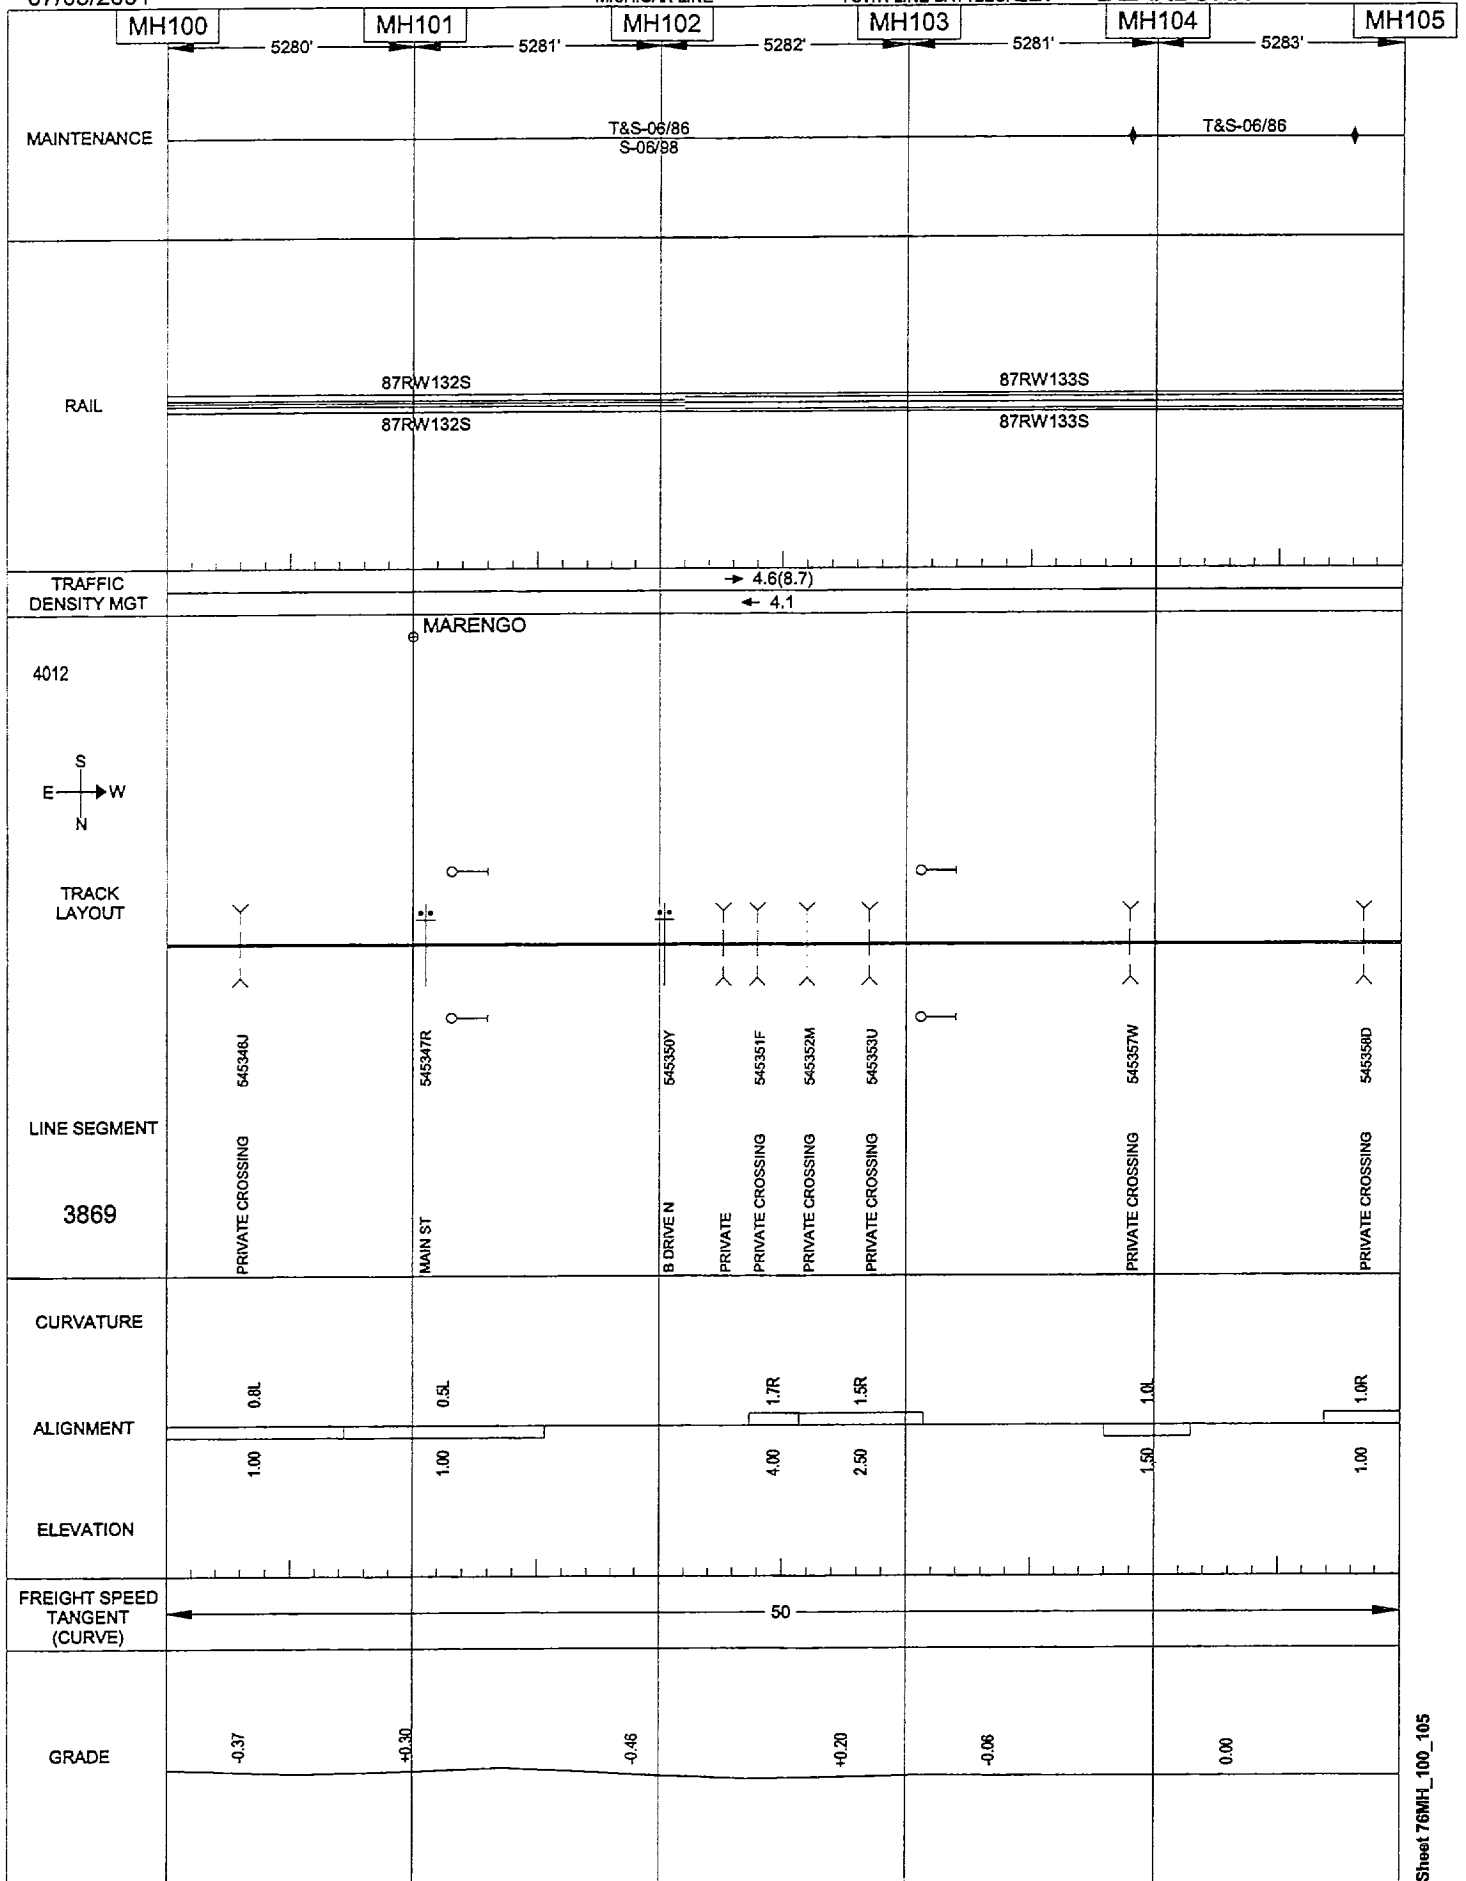 MH100 MH101 MH102 MH103 MH104 MH105
5280' 5281' 5282' 5281' 5283'
MAINTENANCE
T&S-06/86
S-06/98
T&S-06/86
RAIL
87RW132S
87RW132S
87RW133S
87RW133S
TRAFFIC
DENSITY MGT
→ 4.6(8.7)
← 4.1
MARENGO
4012
S
E W
N
TRACK
LAYOUT
LINE SEGMENT
3869
PRIVATE CROSSING 545346J
MAIN ST 545347R
B DRIVE N 545350Y
PRIVATE
PRIVATE CROSSING 545351F
PRIVATE CROSSING 545352M
PRIVATE CROSSING 545353U
PRIVATE CROSSING 545357W
PRIVATE CROSSING 545358D
CURVATURE
0.8L 0.5L 1.7R 1.5R 1.0L 1.0R
ALIGNMENT
1.00 1.00 4.00 2.50 1.50 1.00
ELEVATION
FREIGHT SPEED
TANGENT
(CURVE)
50
GRADE
-0.37 +0.30 -0.46 +0.20 -0.06 0.00
Sheet 76MH_100_105